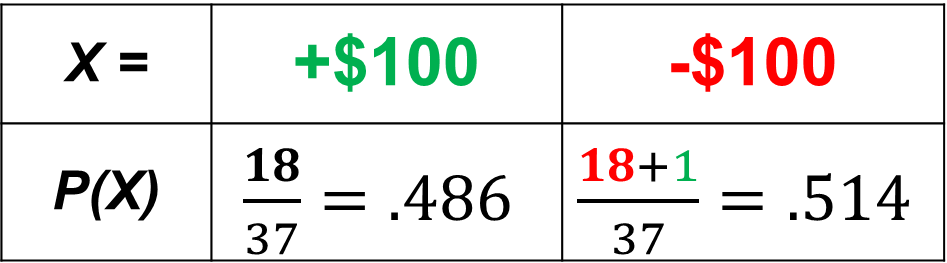 X = +$100 -$100
P(X) 18/37 = .486 18+1/37 = .514